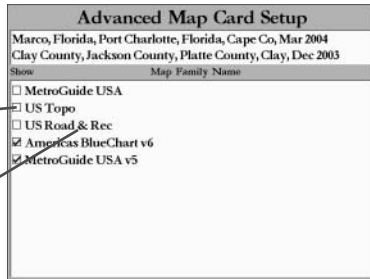 Advanced Map Card Setup
Marco, Florida, Port Charlotte, Florida, Cape Co, Mar 2004
Clay County, Jackson County, Platte County, Clay, Dec 2003
Show Map Family Name
MetroGuide USA
US Topo
US Road & Rec
Americas BlueChart v6
MetroGuide USA v5